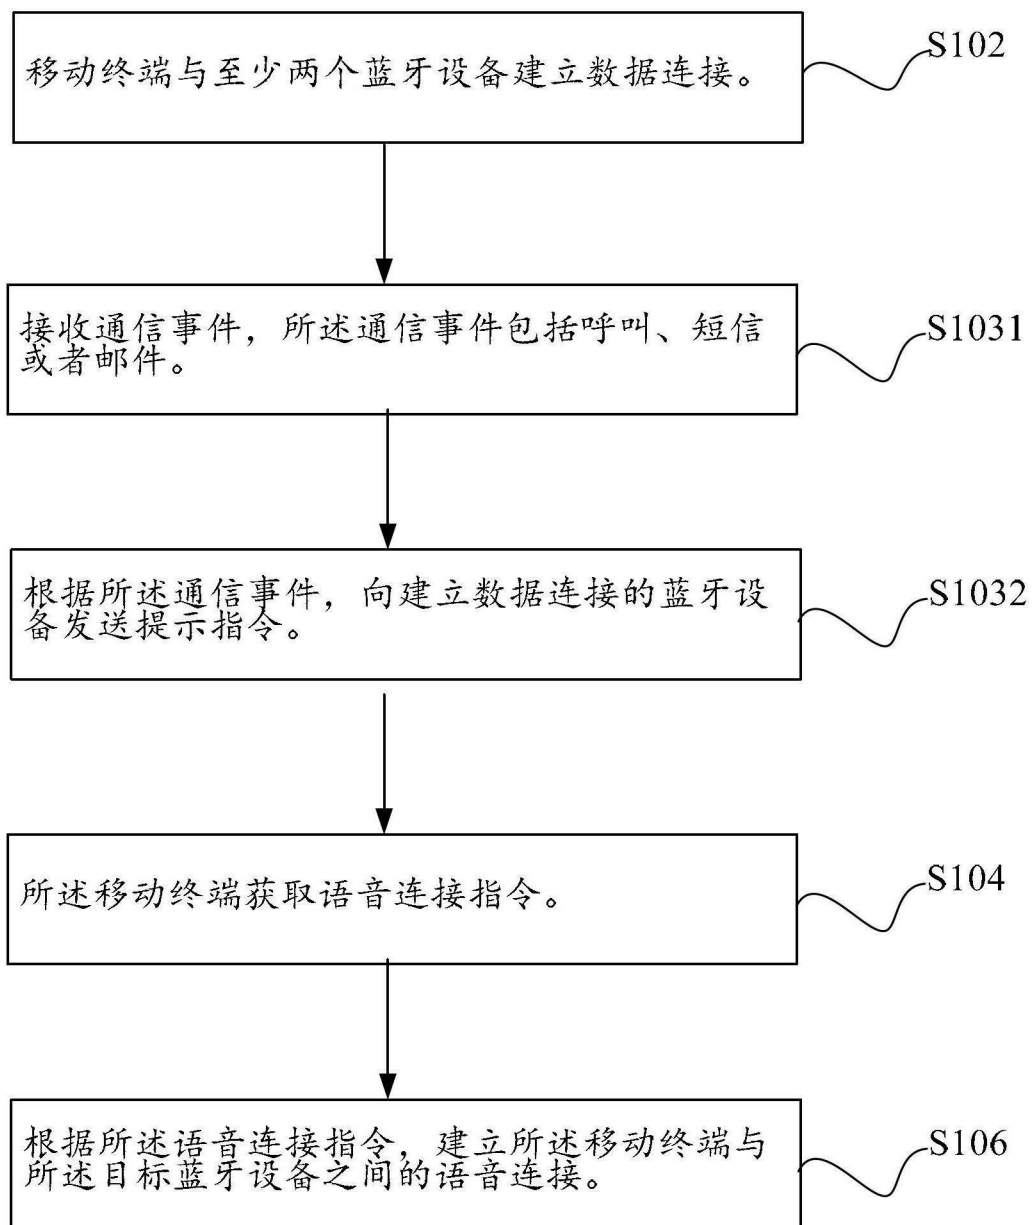 移动终端与至少两个蓝牙设备建立数据连接。
S102
接收通信事件，所述通信事件包括呼叫、短信
或者邮件。
S1031
根据所述通信事件，向建立数据连接的蓝牙设
备发送提示指令。
S1032
所述移动终端获取语音连接指令。
S104
根据所述语音连接指令，建立所述移动终端与
所述目标蓝牙设备之间的语音连接。
S106